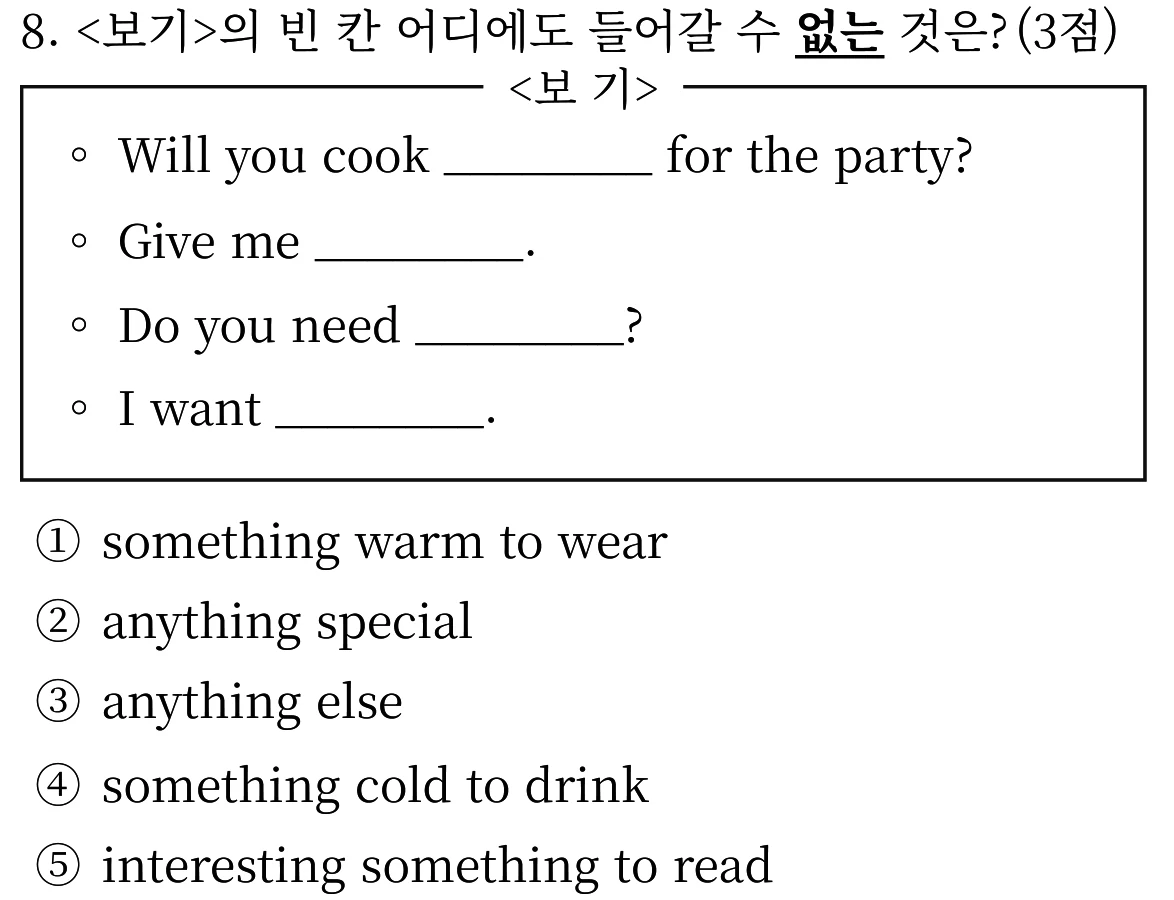 8. <보기>의 빈 칸 어디에도 들어갈 수 없는 것은?(3점)
<보 기>
◦ Will you cook ________ for the party?
◦ Give me ________.
◦ Do you need ________?
◦ I want ________.
① something warm to wear
② anything special
③ anything else
④ something cold to drink
⑤ interesting something to read